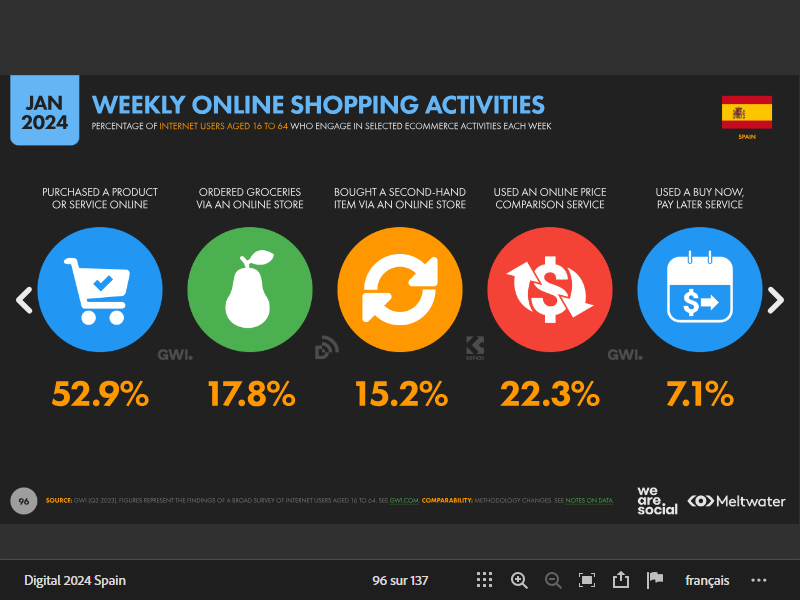 JAN
2024
WEEKLY ONLINE SHOPPING ACTIVITIES
PERCENTAGE OF INTERNET USERS AGED 16 TO 64 WHO ENGAGE IN SELECTED ECOMMERCE ACTIVITIES EACH WEEK
SPAIN
PURCHASED A PRODUCT
OR SERVICE ONLINE
ORDERED GROCERIES
VIA AN ONLINE STORE
BOUGHT A SECOND-HAND
ITEM VIA AN ONLINE STORE
USED AN ONLINE PRICE
COMPARISON SERVICE
USED A BUY NOW,
PAY LATER SERVICE
GWI.
KEPIOS
GWI.
52.9%
17.8%
15.2%
22.3%
7.1%
96
SOURCE: GWI (Q3 2023). FIGURES REPRESENT THE FINDINGS OF A BROAD SURVEY OF INTERNET USERS AGED 16 TO 64. SEE GWI.COM. COMPARABILITY: METHODOLOGY CHANGES. SEE NOTES ON DATA.
we
are.
social
Meltwater
Digital 2024 Spain
96 sur 137
français